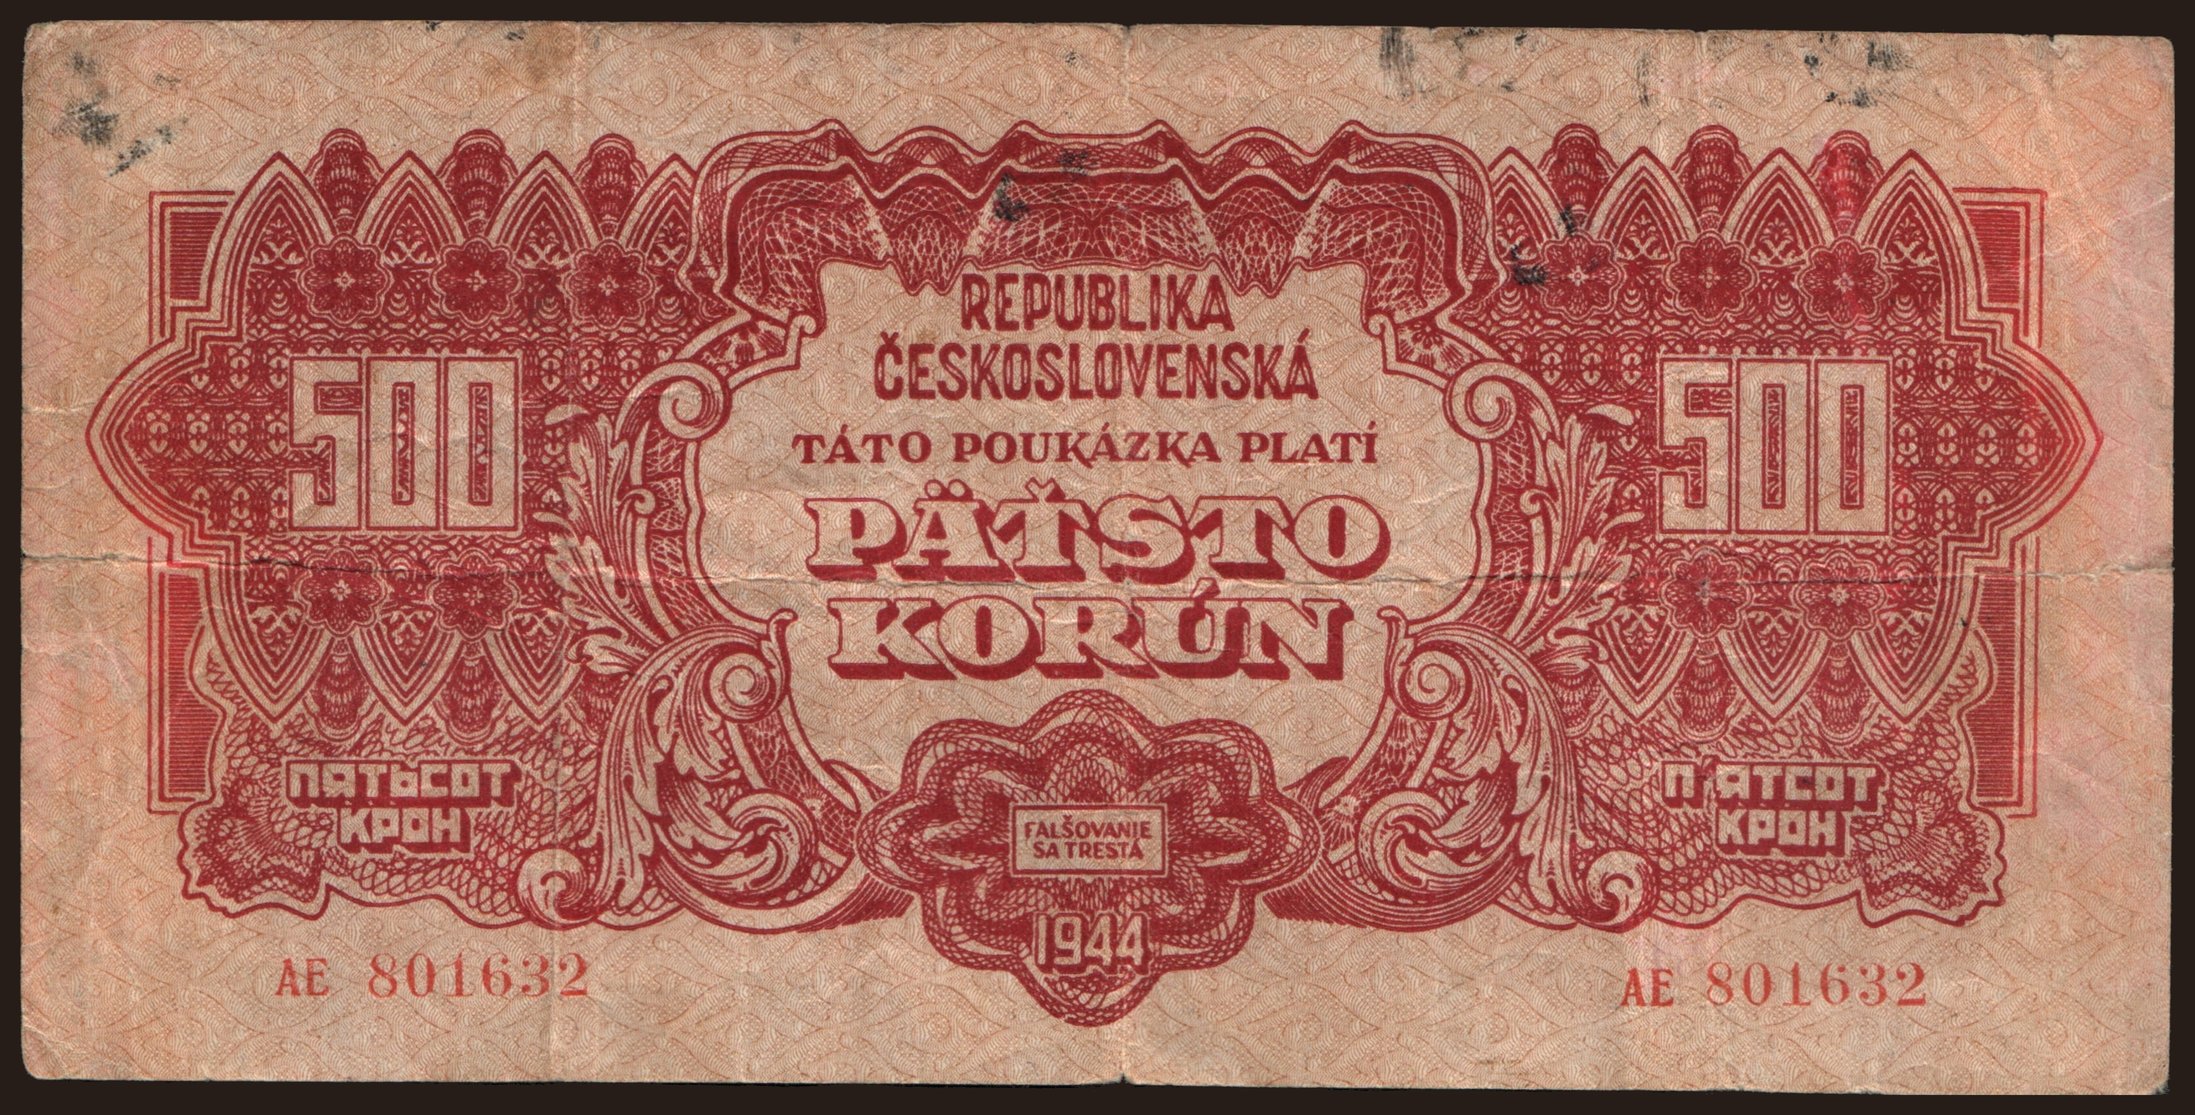 REPUBLIKA
ČESKOSLOVENSKÁ
TÁTO POUKÁZKA PLATÍ
500
500
PÄŤSTO
KORÚN
ПЯТЬСОТ
КРОН
П'ЯТСОТ
КРОН
FALŠOVANIE
SA TRESTÁ
1944
AE 801632
AE 801632